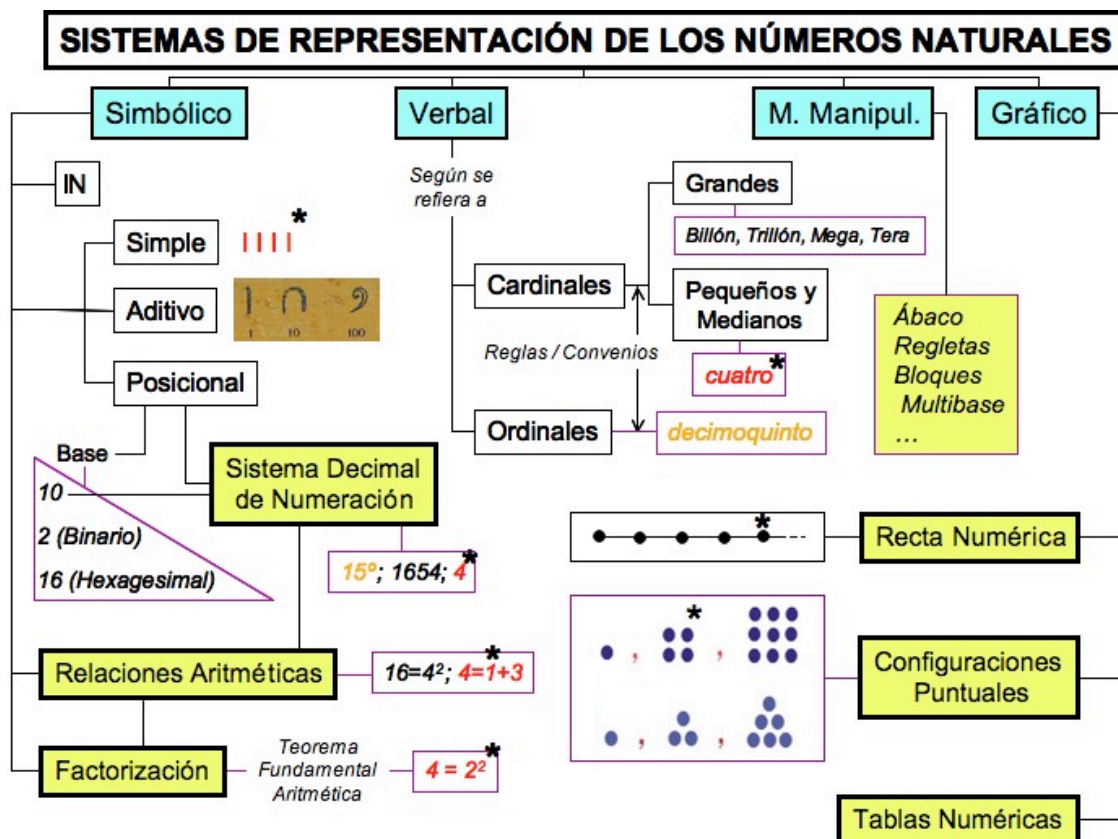 SISTEMAS DE REPRESENTACIÓN DE LOS NÚMEROS NATURALES
Simbólico
Verbal
M. Manipul.
Gráfico
IN
Simple
| | | | *
Aditivo
1 10 100
Posicional
Base
10
2 (Binario)
16 (Hexagesimal)
Sistema Decimal
de Numeración
15º; 1654; 4*
Relaciones Aritméticas
16=4²; 4=1+3*
Factorización
Teorema
Fundamental
Aritmética
4 = 2²*
Según se
refiera a
Cardinales
Reglas / Convenios
Ordinales
Grandes
Billón, Trillón, Mega, Tera
Pequeños y
Medianos
cuatro*
decimoquinto
Ábaco
Regletas
Bloques
Multibase
…
*
Recta Numérica
*
, ,
, ,
Configuraciones
Puntuales
Tablas Numéricas